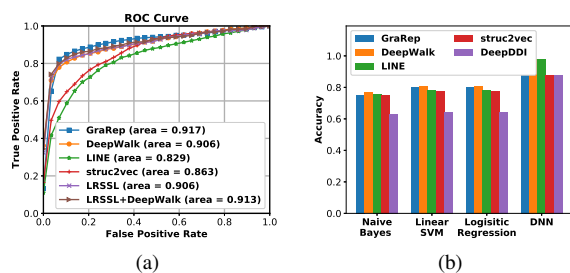 ROC Curve
True Positive Rate
1.0
0.8
0.6
0.4
0.2
0.0
0.0 0.2 0.4 0.6 0.8 1.0
False Positive Rate
GraRep (area = 0.917)
DeepWalk (area = 0.906)
LINE (area = 0.829)
struc2vec (area = 0.863)
LRSSL (area = 0.906)
LRSSL+DeepWalk (area = 0.913)
(a)
GraRep
DeepWalk
LINE
struc2vec
DeepDDI
Accuracy
1.0
0.8
0.6
0.4
0.2
0.0
Naive Bayes
Linear SVM
Logisitic Regression
DNN
(b)